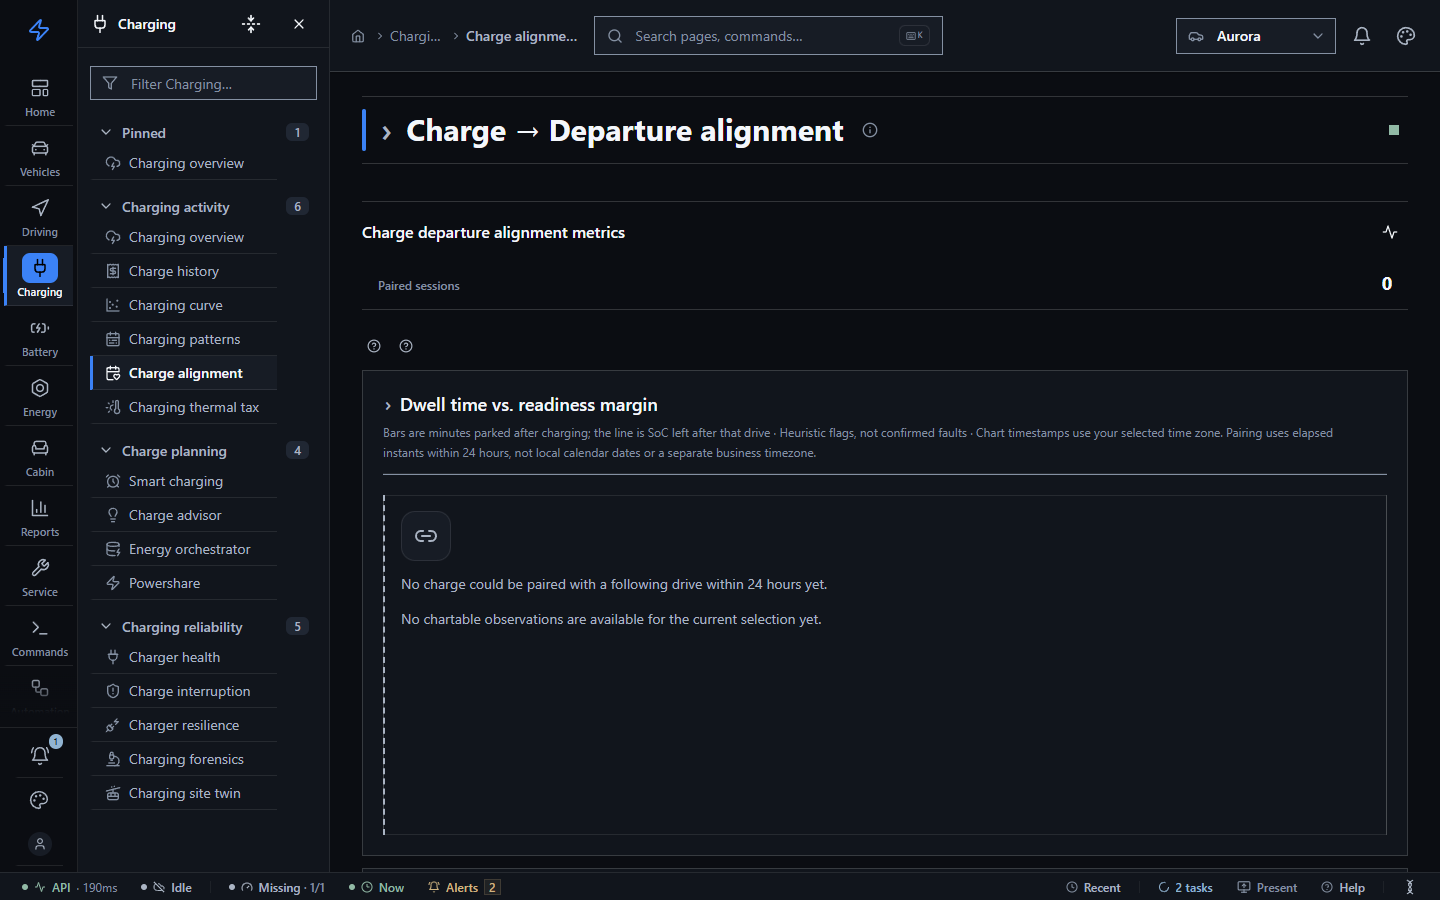 Charging
Chargi...
Charge alignme...
Search pages, commands...
K
Aurora
Home
Vehicles
Driving
Charging
Battery
Energy
Cabin
Reports
Service
Commands
1
Filter Charging...
Pinned
1
Charging overview
Charging activity
6
Charging overview
Charge history
Charging curve
Charging patterns
Charge alignment
Charging thermal tax
Charge planning
4
Smart charging
Charge advisor
Energy orchestrator
Powershare
Charging reliability
5
Charger health
Charge interruption
Charger resilience
Charging forensics
Charging site twin
Charge → Departure alignment
Charge departure alignment metrics
Paired sessions
0
Dwell time vs. readiness margin
Bars are minutes parked after charging; the line is SoC left after that drive · Heuristic flags, not confirmed faults · Chart timestamps use your selected time zone. Pairing uses elapsed
instants within 24 hours, not local calendar dates or a separate business timezone.
No charge could be paired with a following drive within 24 hours yet.
No chartable observations are available for the current selection yet.
API · 190ms
Idle
Missing · 1/1
Now
Alerts 2
Recent
2 tasks
Present
Help